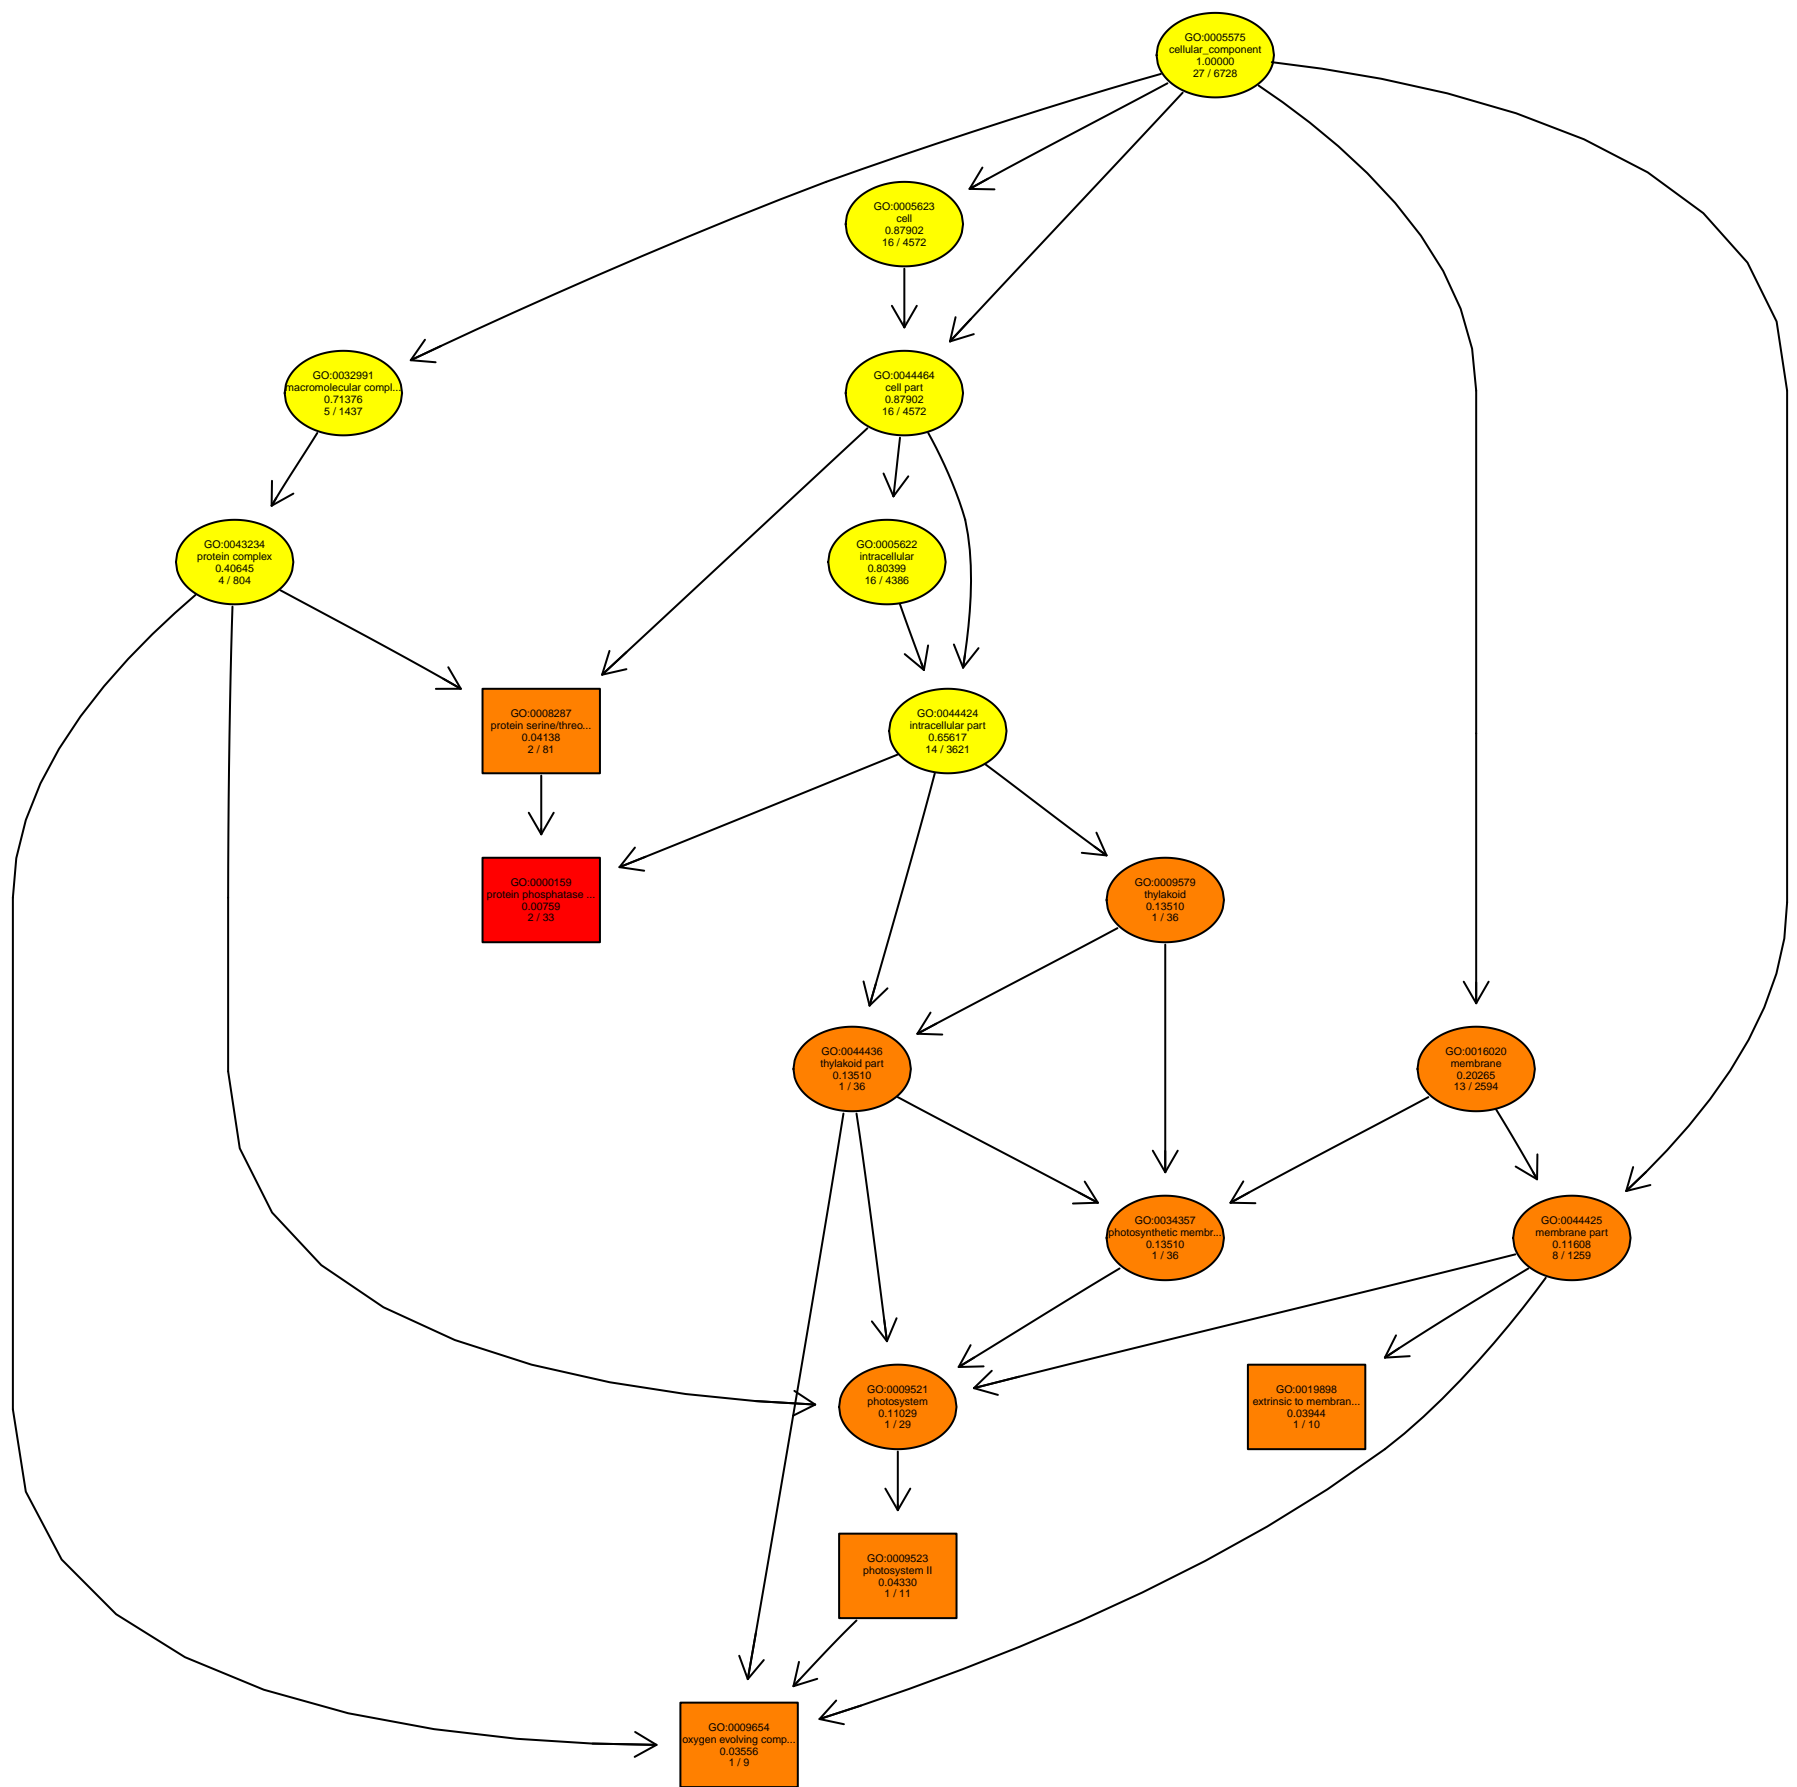 GO:0005575
cellular_component
1.00000
27 / 6728
GO:0005623
cell
0.87902
16 / 4572
GO:0032991
macromolecular compl...
0.71376
5 / 1437
GO:0044464
cell part
0.87902
16 / 4572
GO:0043234
protein complex
0.40645
4 / 804
GO:0005622
intracellular
0.80399
16 / 4386
GO:0008287
protein serine/threo...
0.04138
2 / 81
GO:0044424
intracellular part
0.65617
14 / 3621
GO:0000159
protein phosphatase ...
0.00759
2 / 33
GO:0009579
thylakoid
0.13510
1 / 36
GO:0044436
thylakoid part
0.13510
1 / 36
GO:0016020
membrane
0.20265
13 / 2594
GO:0034357
photosynthetic membr...
0.13510
1 / 36
GO:0044425
membrane part
0.11608
8 / 1259
GO:0009521
photosystem
0.11029
1 / 29
GO:0019898
extrinsic to membran...
0.03944
1 / 10
GO:0009523
photosystem II
0.04330
1 / 11
GO:0009654
oxygen evolving comp...
0.03556
1 / 9